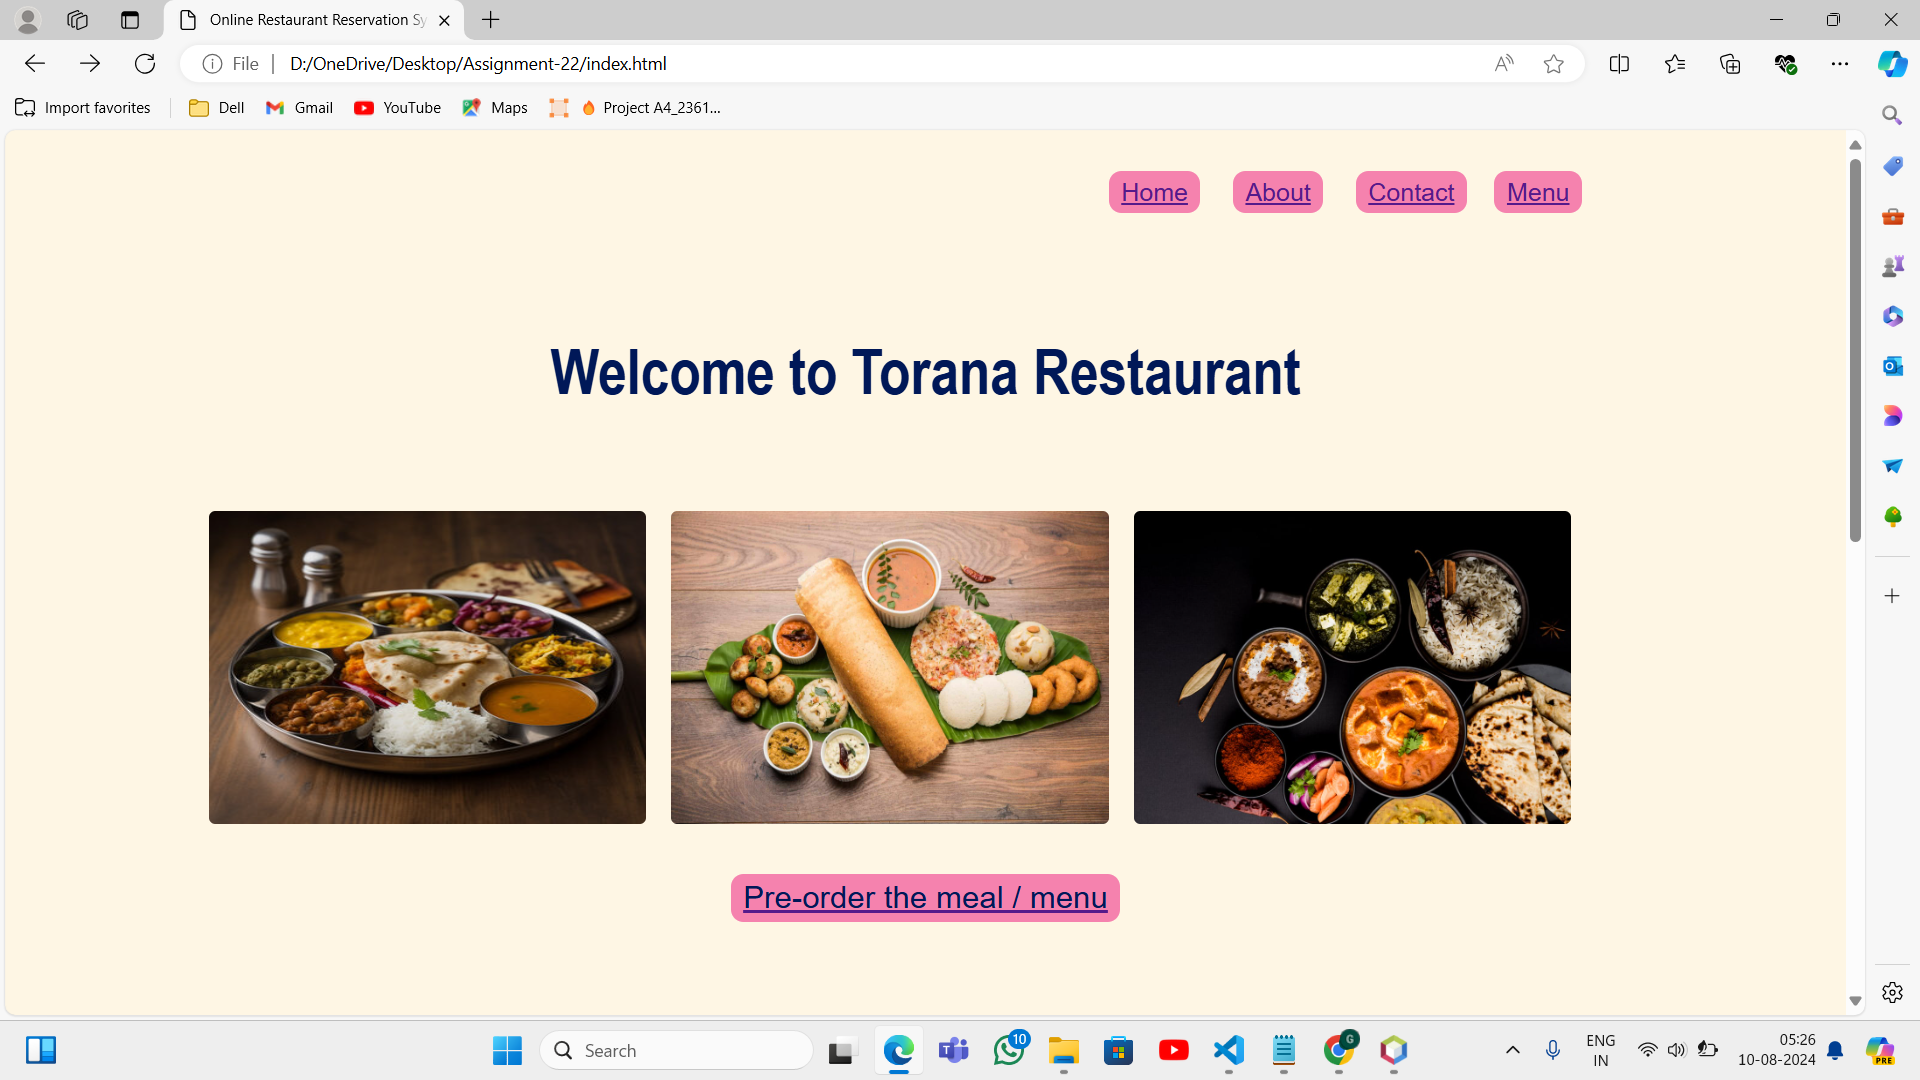 Online Restaurant Reservation Sy
File
D:/OneDrive/Desktop/Assignment-22/index.html
Import favorites
Dell
Gmail
YouTube
Maps
Project A4_2361...
Home
About
Contact
Menu
Welcome to Torana Restaurant
Pre-order the meal / menu
Search
10
G
ENG
IN
05:26
10-08-2024
PRE